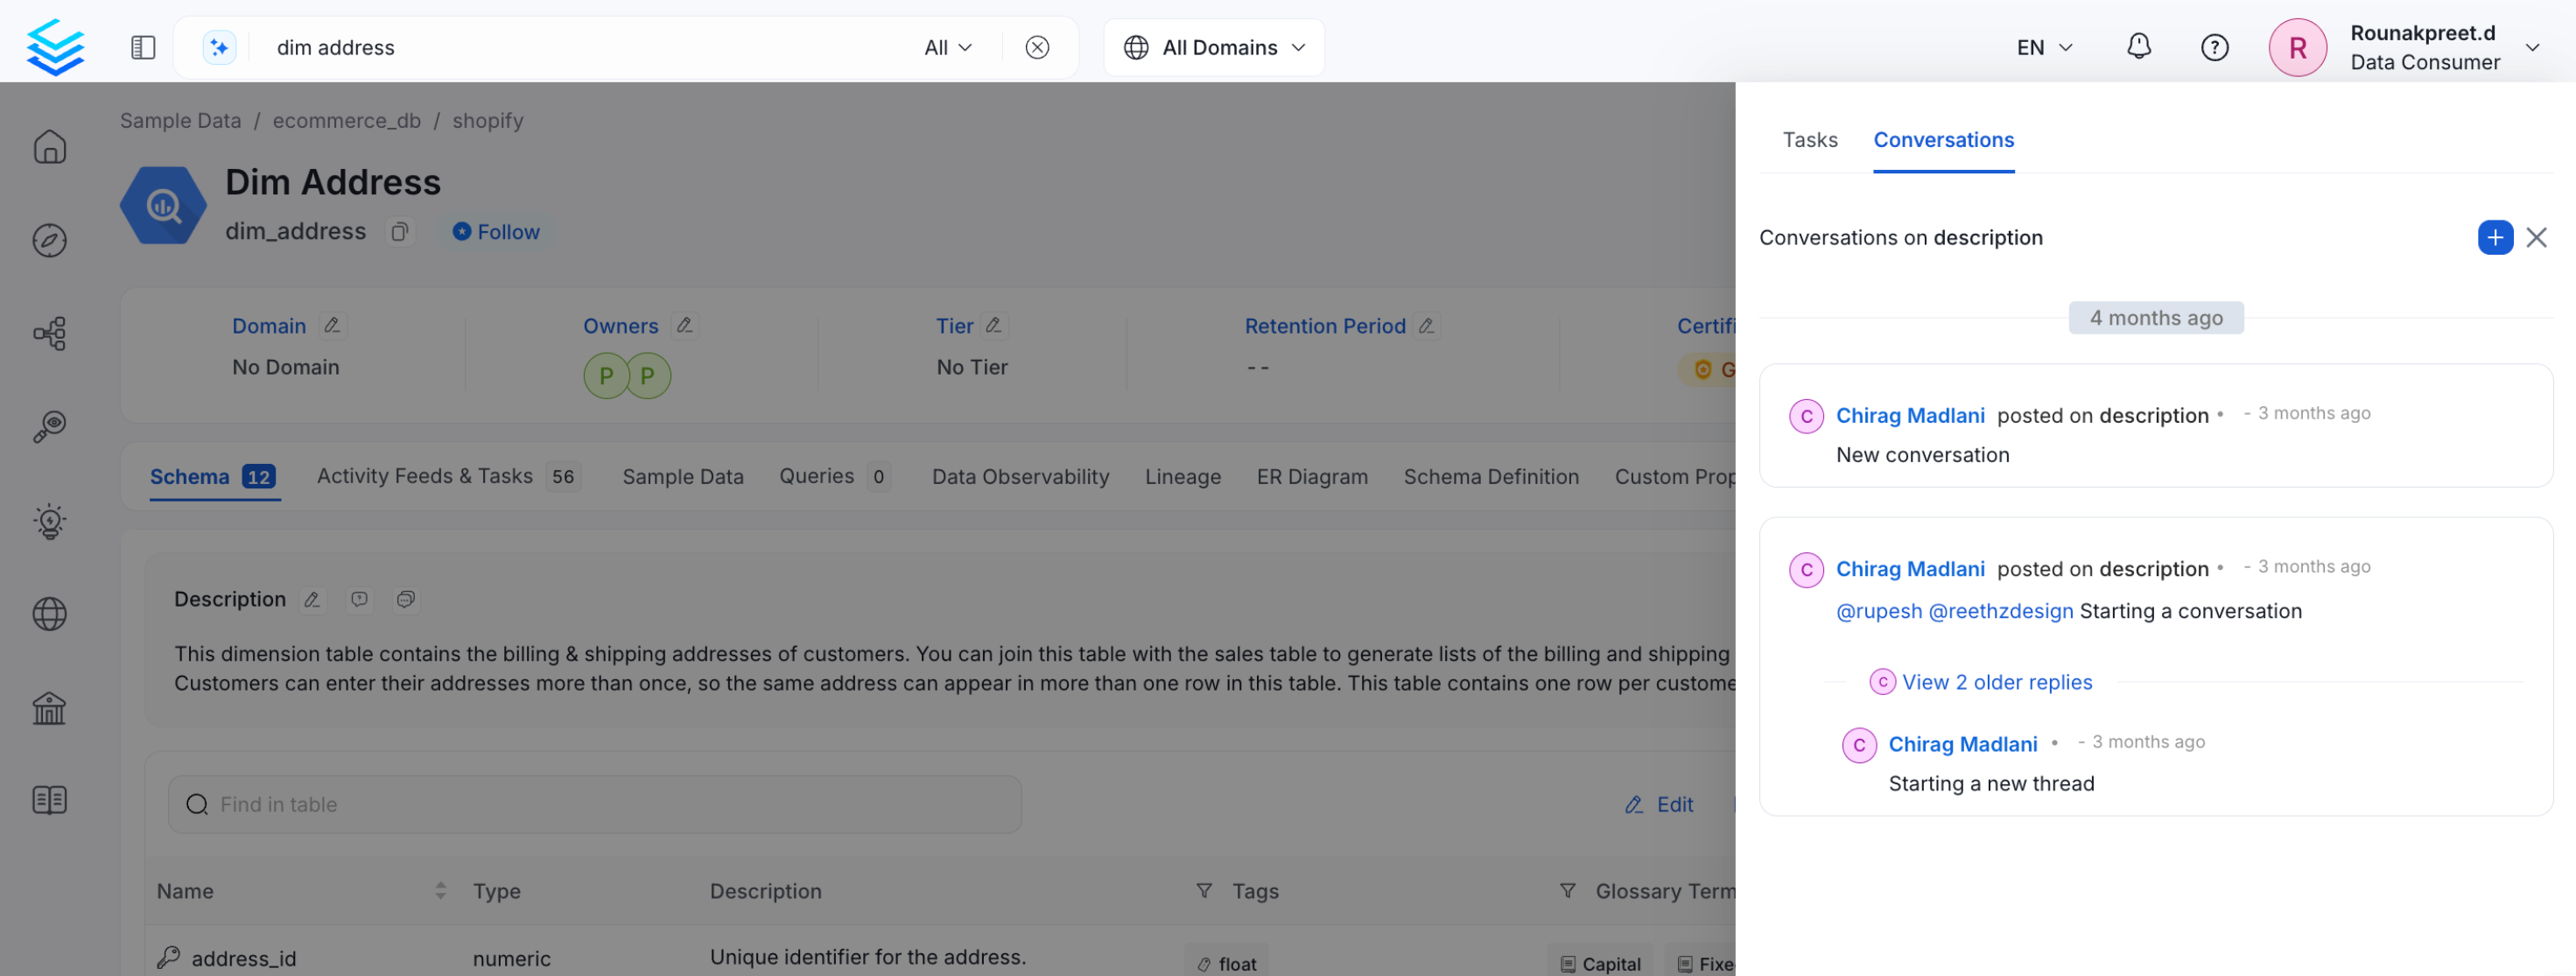 dim address
All
All Domains
EN
R
Rounakpreet.d
Data Consumer
Sample Data / ecommerce_db / shopify
Dim Address
dim_address
Follow
Domain
No Domain
Owners
P P
Tier
No Tier
Retention Period
--
Certifi
G
Schema 12
Activity Feeds & Tasks 56
Sample Data
Queries 0
Data Observability
Lineage
ER Diagram
Schema Definition
Custom Prop
Description
This dimension table contains the billing & shipping addresses of customers. You can join this table with the sales table to generate lists of the billing and shipping
Customers can enter their addresses more than once, so the same address can appear in more than one row in this table. This table contains one row per custome
Find in table
Edit
Name Type Description Tags Glossary Term
address_id numeric Unique identifier for the address. float Capital Fixe
Tasks Conversations
Conversations on description
4 months ago
C Chirag Madlani posted on description • - 3 months ago
New conversation
C Chirag Madlani posted on description • - 3 months ago
@rupesh @reethzdesign Starting a conversation
C View 2 older replies
C Chirag Madlani • - 3 months ago
Starting a new thread